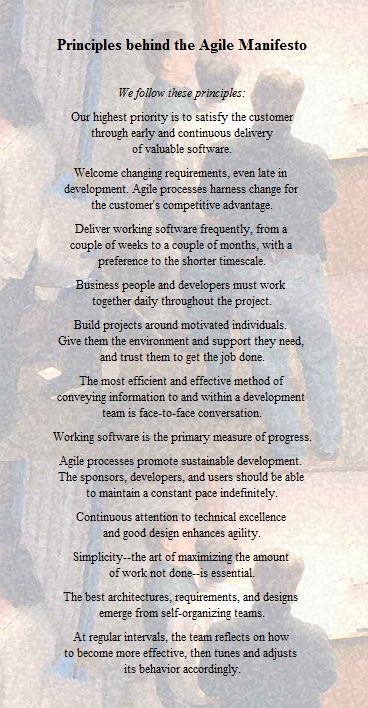 Principles behind the Agile Manifesto
We follow these principles:
Our highest priority is to satisfy the customer
through early and continuous delivery
of valuable software.
Welcome changing requirements, even late in
development. Agile processes harness change for
the customer's competitive advantage.
Deliver working software frequently, from a
couple of weeks to a couple of months, with a
preference to the shorter timescale.
Business people and developers must work
together daily throughout the project.
Build projects around motivated individuals.
Give them the environment and support they need,
and trust them to get the job done.
The most efficient and effective method of
conveying information to and within a development
team is face-to-face conversation.
Working software is the primary measure of progress.
Agile processes promote sustainable development.
The sponsors, developers, and users should be able
to maintain a constant pace indefinitely.
Continuous attention to technical excellence
and good design enhances agility.
Simplicity--the art of maximizing the amount
of work not done--is essential.
The best architectures, requirements, and designs
emerge from self-organizing teams.
At regular intervals, the team reflects on how
to become more effective, then tunes and adjusts
its behavior accordingly.